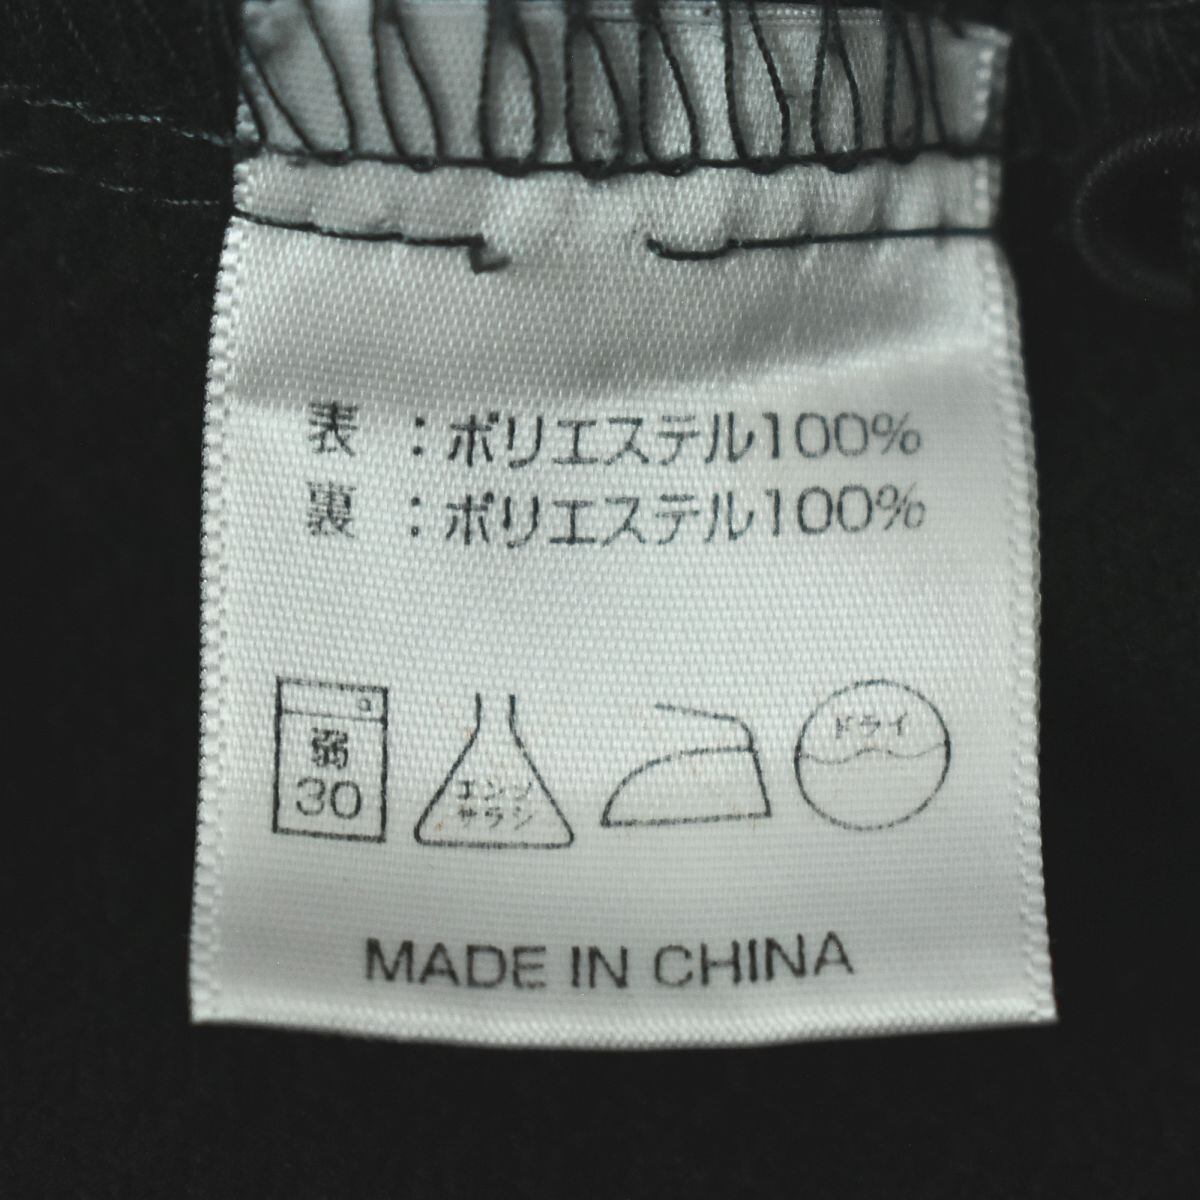 表 : ポリエステル100%
裏 : ポリエステル100%
弱
30
エンソ
サラシ
ドライ
MADE IN CHINA